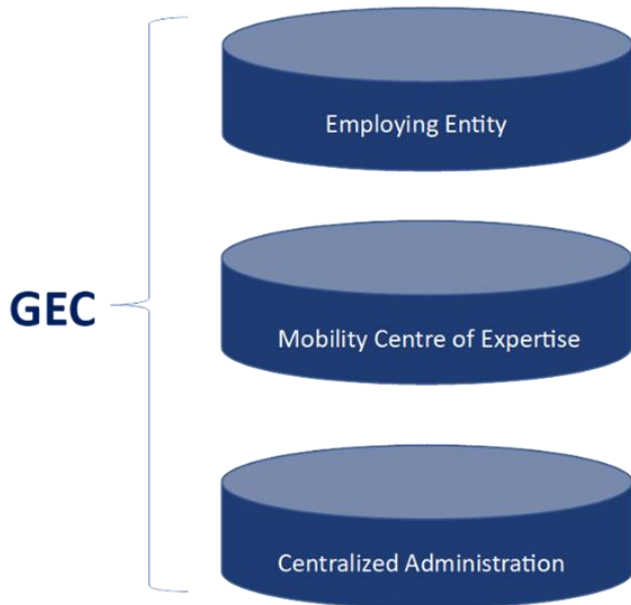 Employing Entity
GEC
Mobility Centre of Expertise
Centralized Administration